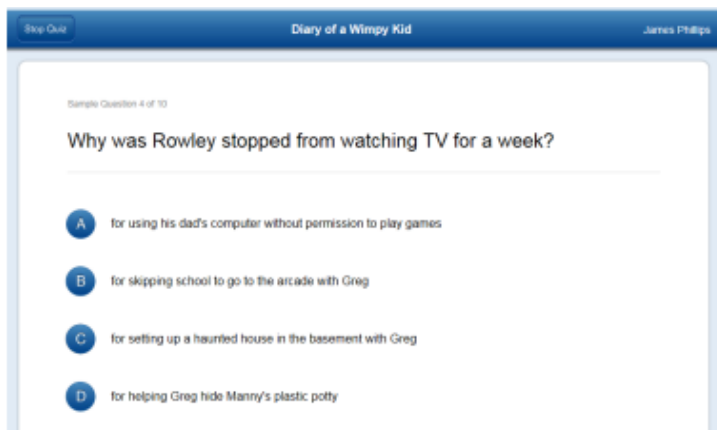 Stop Quiz
Diary of a Wimpy Kid
James Phillips
Sample Question 4 of 10
Why was Rowley stopped from watching TV for a week?
A for using his dad's computer without permission to play games
B for skipping school to go to the arcade with Greg
C for setting up a haunted house in the basement with Greg
D for helping Greg hide Manny's plastic potty